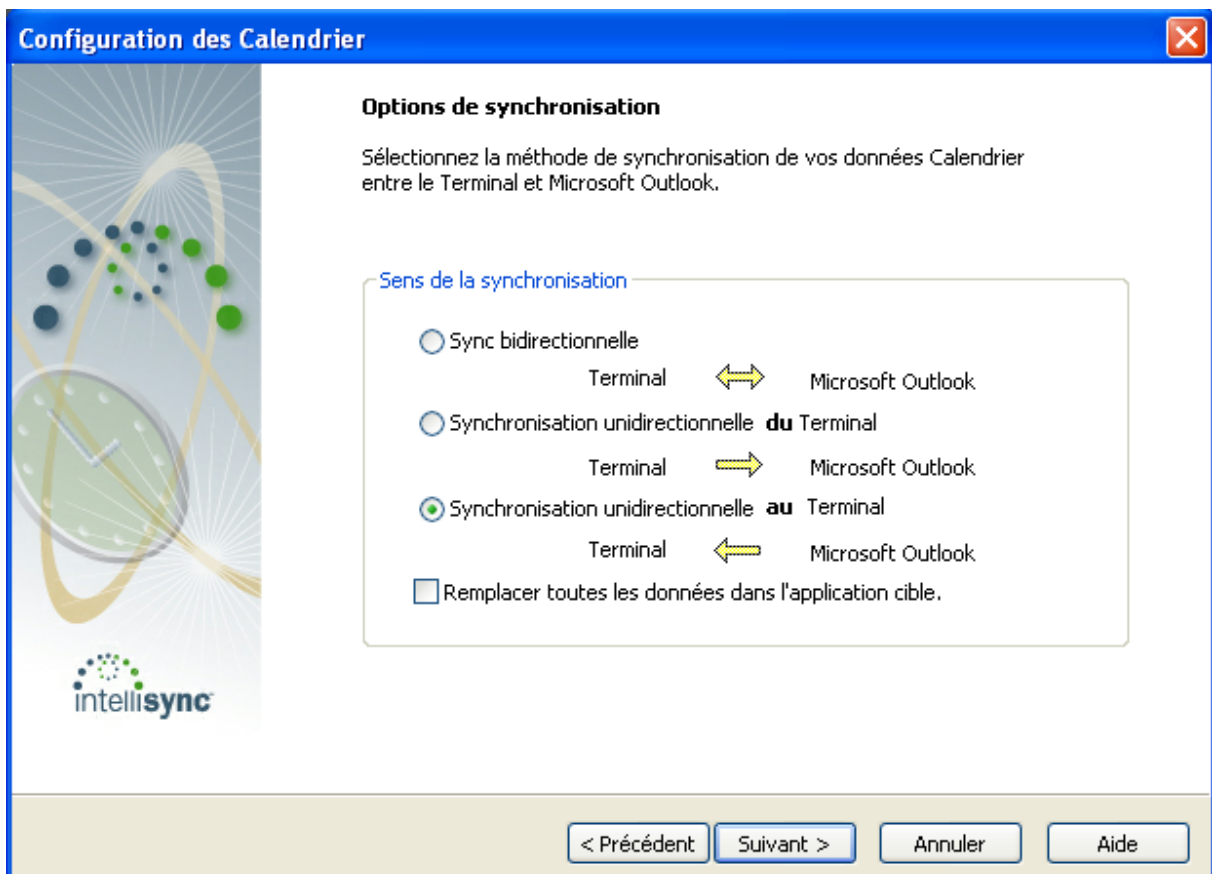 Configuration des Calendrier
Options de synchronisation
Sélectionnez la méthode de synchronisation de vos données Calendrier
entre le Terminal et Microsoft Outlook.
Sens de la synchronisation
Sync bidirectionnelle
Terminal Microsoft Outlook
Synchronisation unidirectionnelle du Terminal
Terminal Microsoft Outlook
Synchronisation unidirectionnelle au Terminal
Terminal Microsoft Outlook
Remplacer toutes les données dans l'application cible.
intellisync
< Précédent Suivant > Annuler Aide